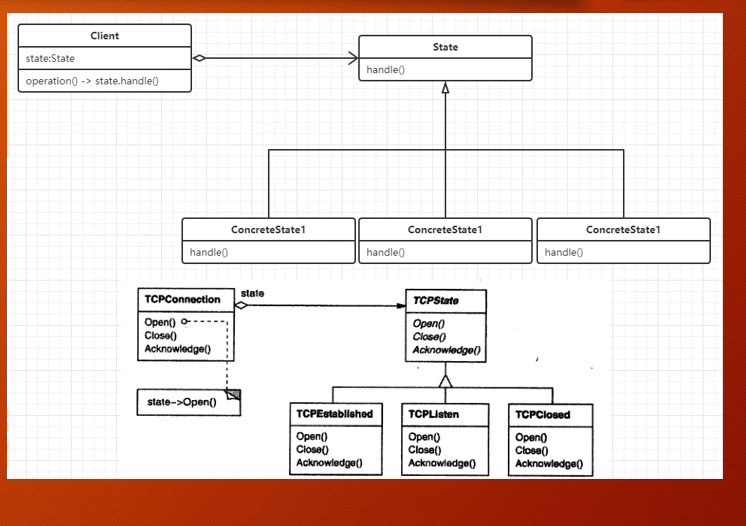 Client
state:State
operation() -> state.handle()
State
handle()
ConcreteState1
handle()
ConcreteState1
handle()
ConcreteState1
handle()
TCPConnection
Open()
Close()
Acknowledge()
state
TCPState
Open()
Close()
Acknowledge()
state->Open()
TCPEstablished
Open()
Close()
Acknowledge()
TCPListen
Open()
Close()
Acknowledge()
TCPClosed
Open()
Close()
Acknowledge()